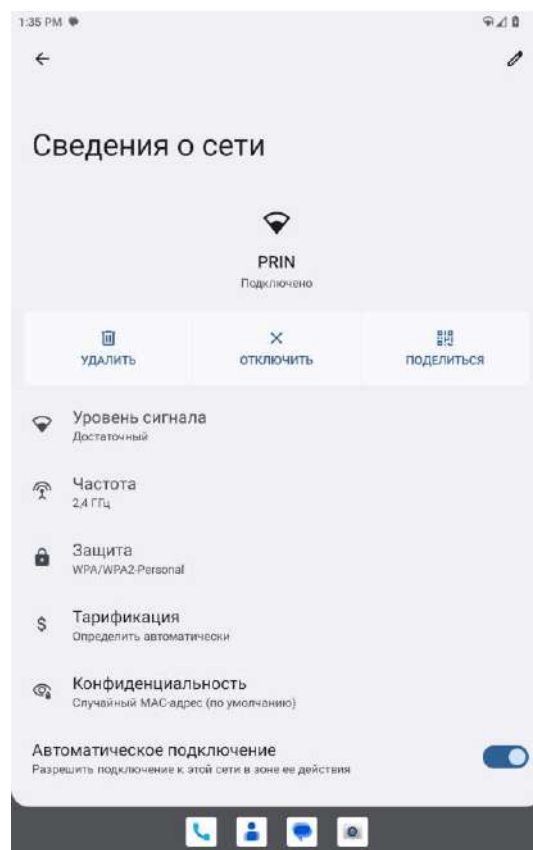 1:35 PM
Сведения о сети
PRIN
Подключено
УДАЛИТЬ
ОТКЛЮЧИТЬ
ПОДЕЛИТЬСЯ
Уровень сигнала
Достаточный
Частота
2,4 ГГц
Защита
WPA/WPA2-Personal
$
Тарификация
Определить автоматически
Конфиденциальность
Случайный MAC-адрес (по умолчанию)
Автоматическое подключение
Разрешить подключение к этой сети в зоне ее действия